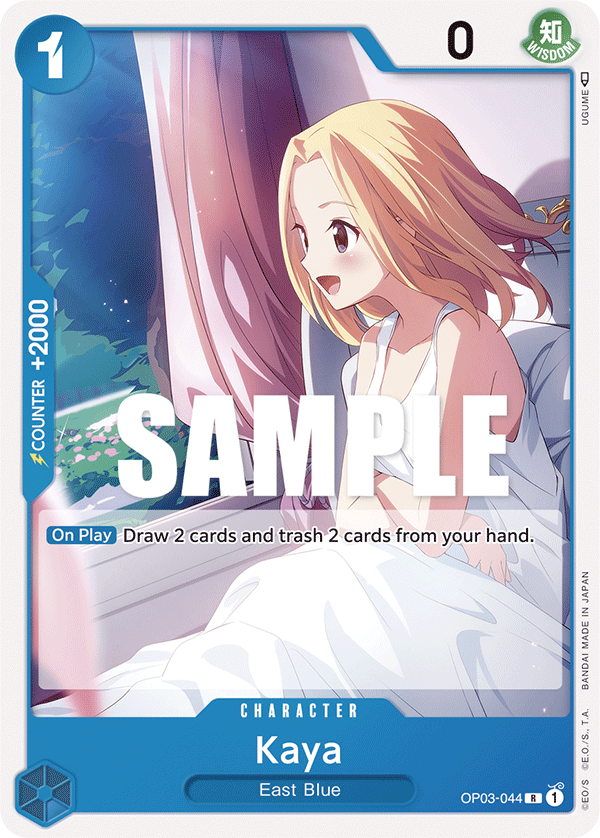 1
0
知
WISDOM
UGUME
COUNTER +2000
SAMPLE
On Play Draw 2 cards and trash 2 cards from your hand.
CHARACTER
Kaya
East Blue
OP03-044 R 1
©EO/S ©E.O./S., T.A. BANDAI MADE IN JAPAN